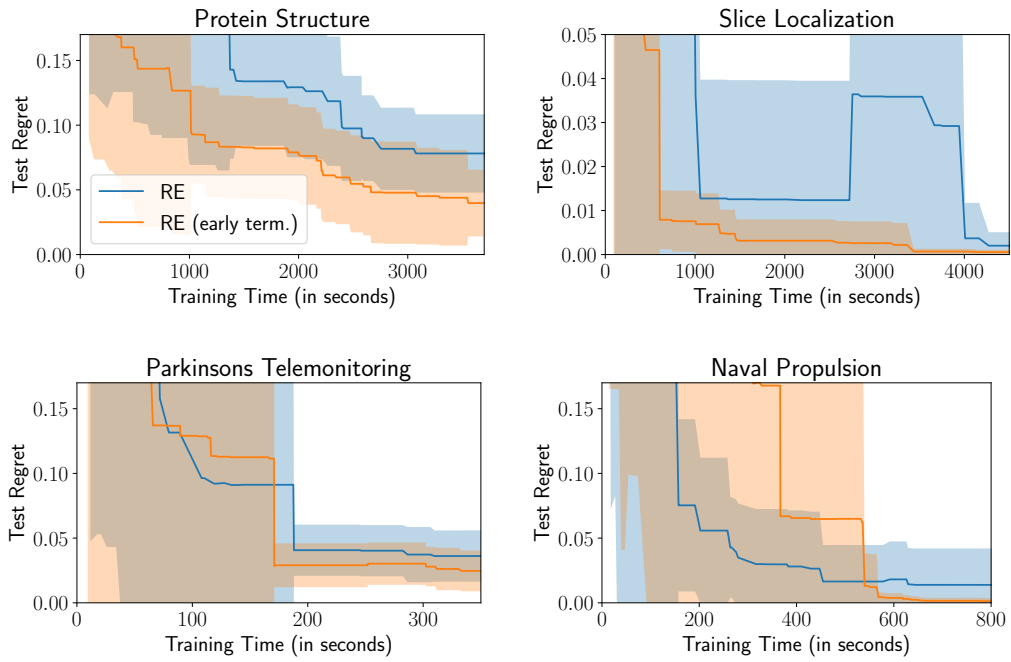 Protein Structure
0.15
0.10
0.05
0.00
Test Regret
RE
RE (early term.)
0 1000 2000 3000
Training Time (in seconds)
Slice Localization
0.05
0.04
0.03
0.02
0.01
0.00
Test Regret
0 1000 2000 3000 4000
Training Time (in seconds)
Parkinsons Telemonitoring
0.15
0.10
0.05
0.00
Test Regret
0 100 200 300
Training Time (in seconds)
Naval Propulsion
0.15
0.10
0.05
0.00
Test Regret
0 200 400 600 800
Training Time (in seconds)